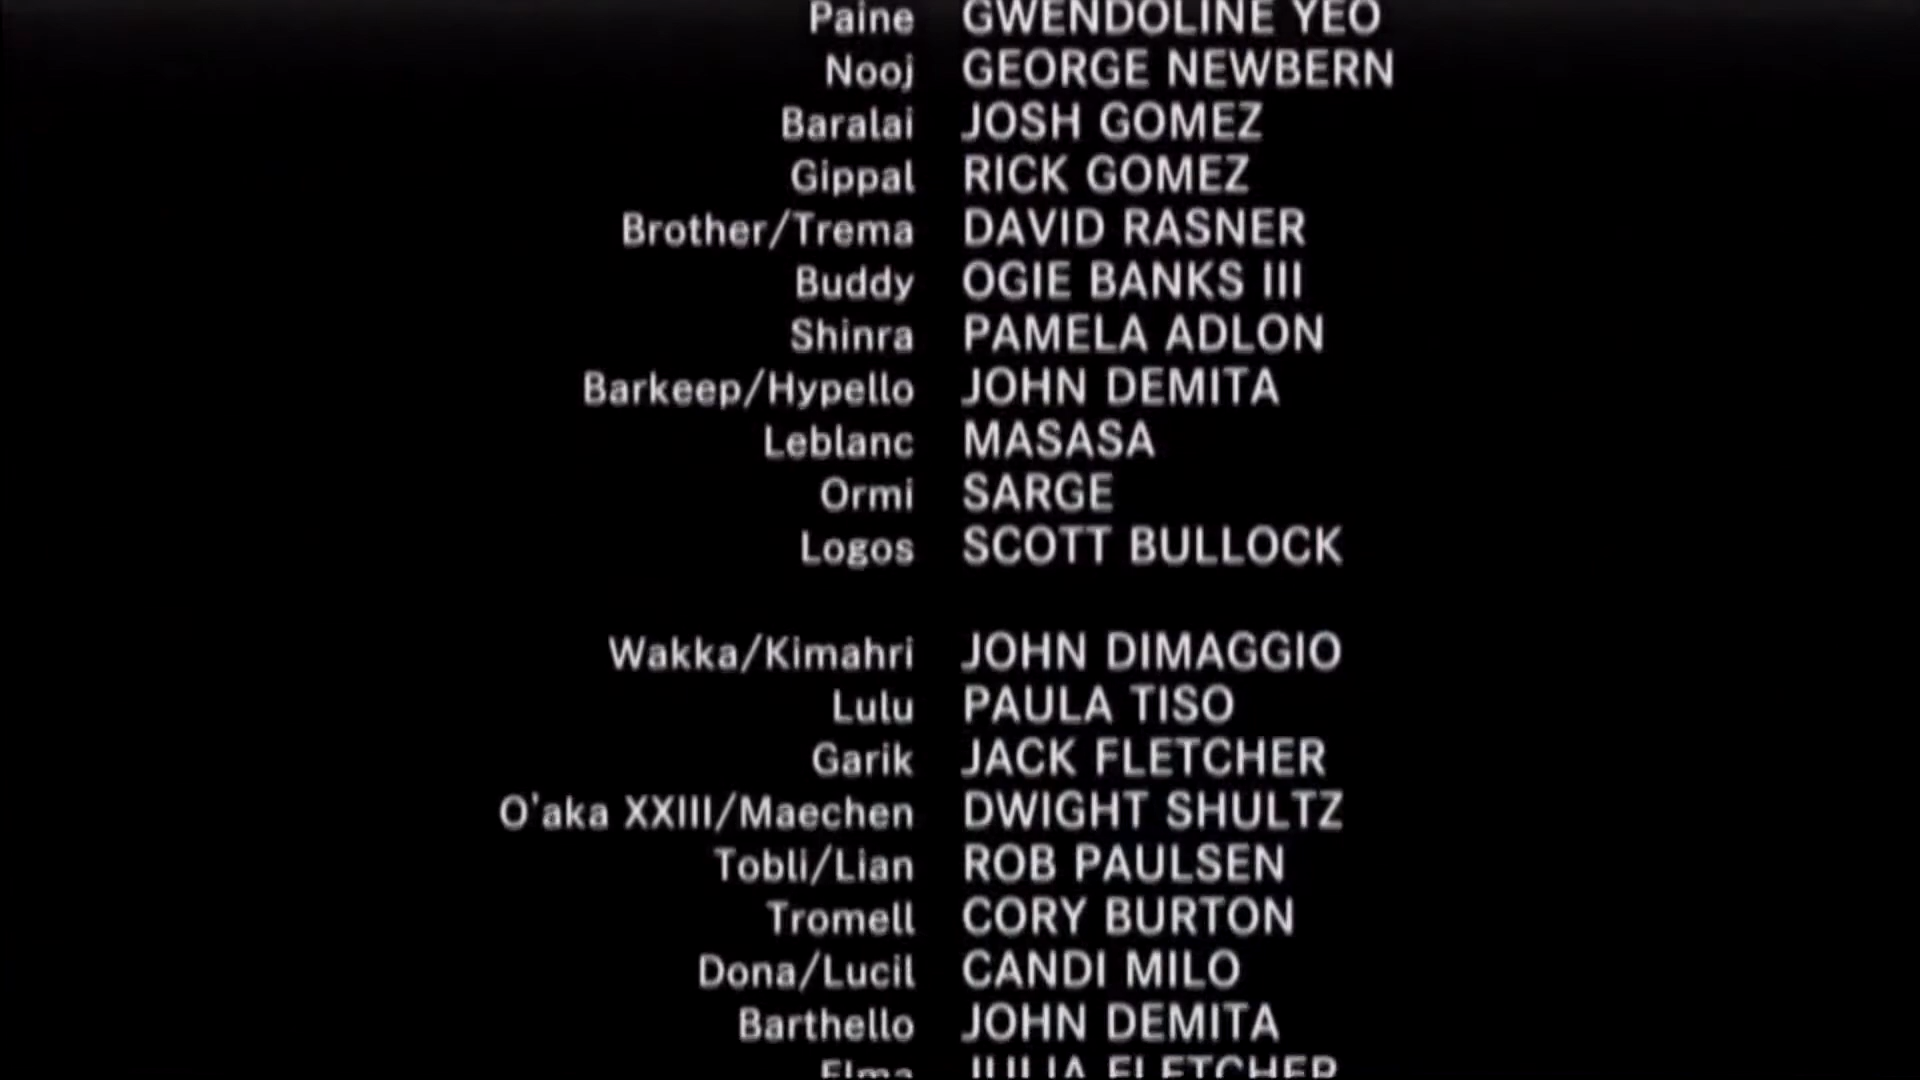 Paine GWENDOLINE YEO
Nooj GEORGE NEWBERN
Baralai JOSH GOMEZ
Gippal RICK GOMEZ
Brother/Trema DAVID RASNER
Buddy OGIE BANKS III
Shinra PAMELA ADLON
Barkeep/Hypello JOHN DEMITA
Leblanc MASASA
Ormi SARGE
Logos SCOTT BULLOCK
Wakka/Kimahri JOHN DIMAGGIO
Lulu PAULA TISO
Garik JACK FLETCHER
O'aka XXIII/Maechen DWIGHT SHULTZ
Tobli/Lian ROB PAULSEN
Tromell CORY BURTON
Dona/Lucil CANDI MILO
Barthello JOHN DEMITA
Elma JULIA FLETCHER